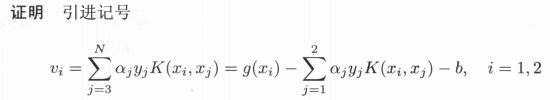 证明 引进记号
$$v_i = \sum_{j=3}^{N} \alpha_j y_j K(x_i, x_j) = g(x_i) - \sum_{j=1}^{2} \alpha_j y_j K(x_i, x_j) - b, \quad i = 1, 2$$